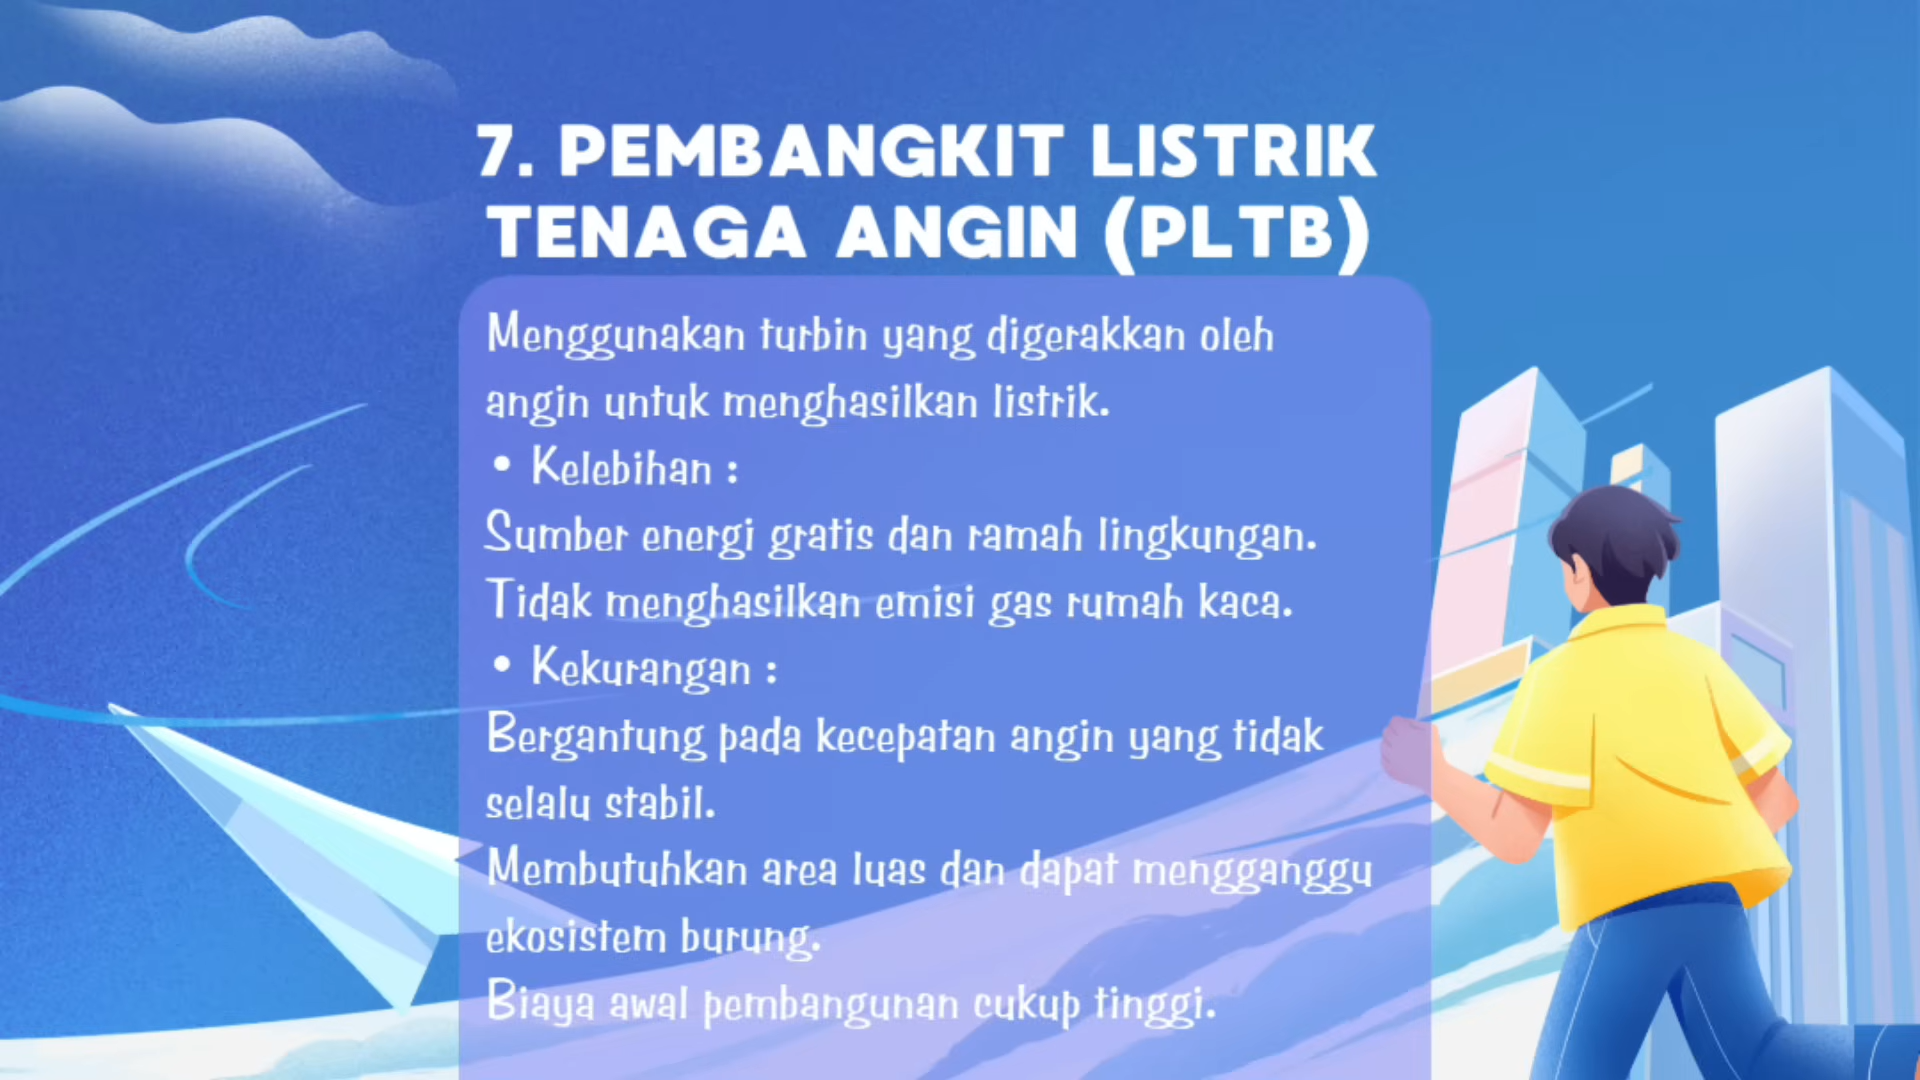 7. PEMBANGKIT LISTRIK
TENAGA ANGIN (PLTB)
Menggunakan turbin yang digerakkan oleh
angin untuk menghasilkan listrik.
• Kelebihan :
Sumber energi gratis dan ramah lingkungan.
Tidak menghasilkan emisi gas rumah kaca.
• Kekurangan :
Bergantung pada kecepatan angin yang tidak
selalu stabil.
Membutuhkan area luas dan dapat mengganggu
ekosistem burung.
Biaya awal pembangunan cukup tinggi.